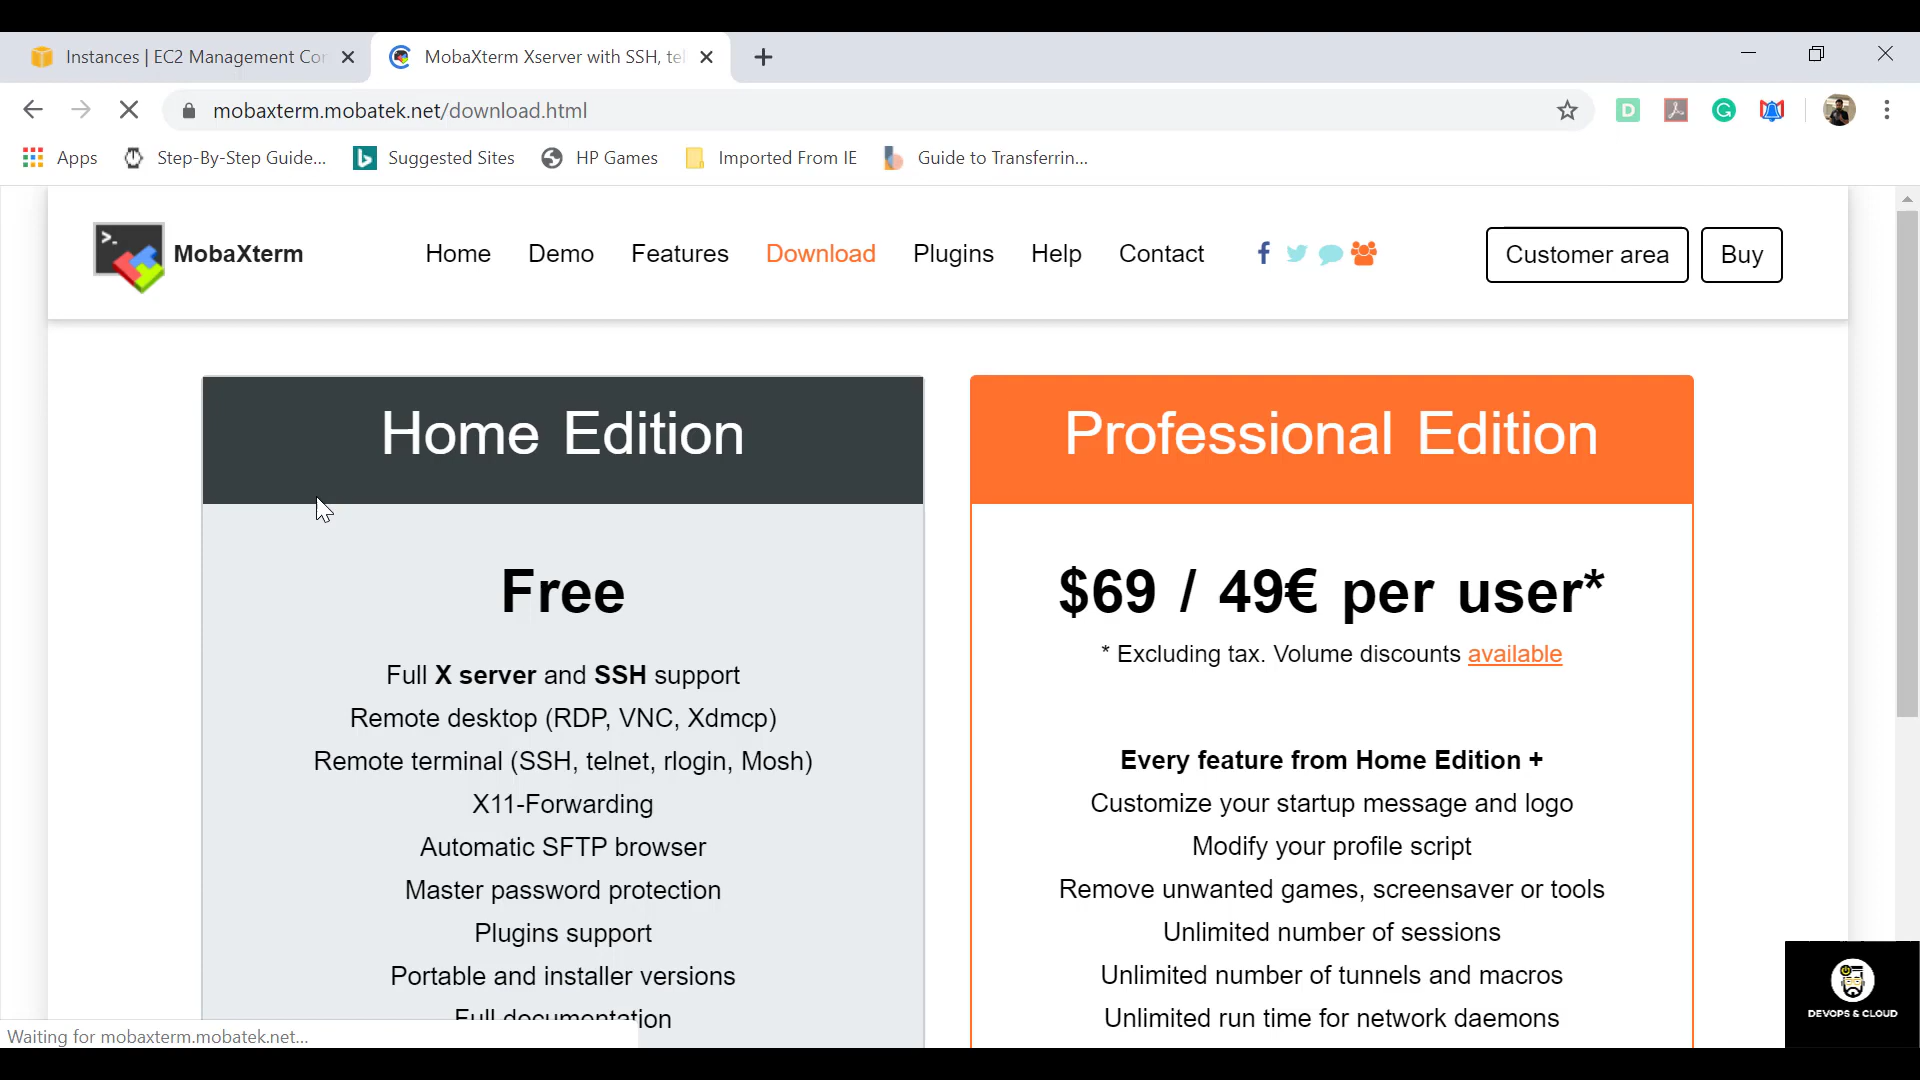 Instances | EC2 Management Con
MobaXterm Xserver with SSH, tel
mobaxterm.mobatek.net/download.html
Apps
Step-By-Step Guide...
Suggested Sites
HP Games
Imported From IE
Guide to Transferrin...
MobaXterm
Home
Demo
Features
Download
Plugins
Help
Contact
Customer area
Buy
Home Edition
Free
Full X server and SSH support
Remote desktop (RDP, VNC, Xdmcp)
Remote terminal (SSH, telnet, rlogin, Mosh)
X11-Forwarding
Automatic SFTP browser
Master password protection
Plugins support
Portable and installer versions
Full documentation
Professional Edition
$69 / 49€ per user*
* Excluding tax. Volume discounts available
Every feature from Home Edition +
Customize your startup message and logo
Modify your profile script
Remove unwanted games, screensaver or tools
Unlimited number of sessions
Unlimited number of tunnels and macros
Unlimited run time for network daemons
Waiting for mobaxterm.mobatek.net...
DEVOPS & CLOUD